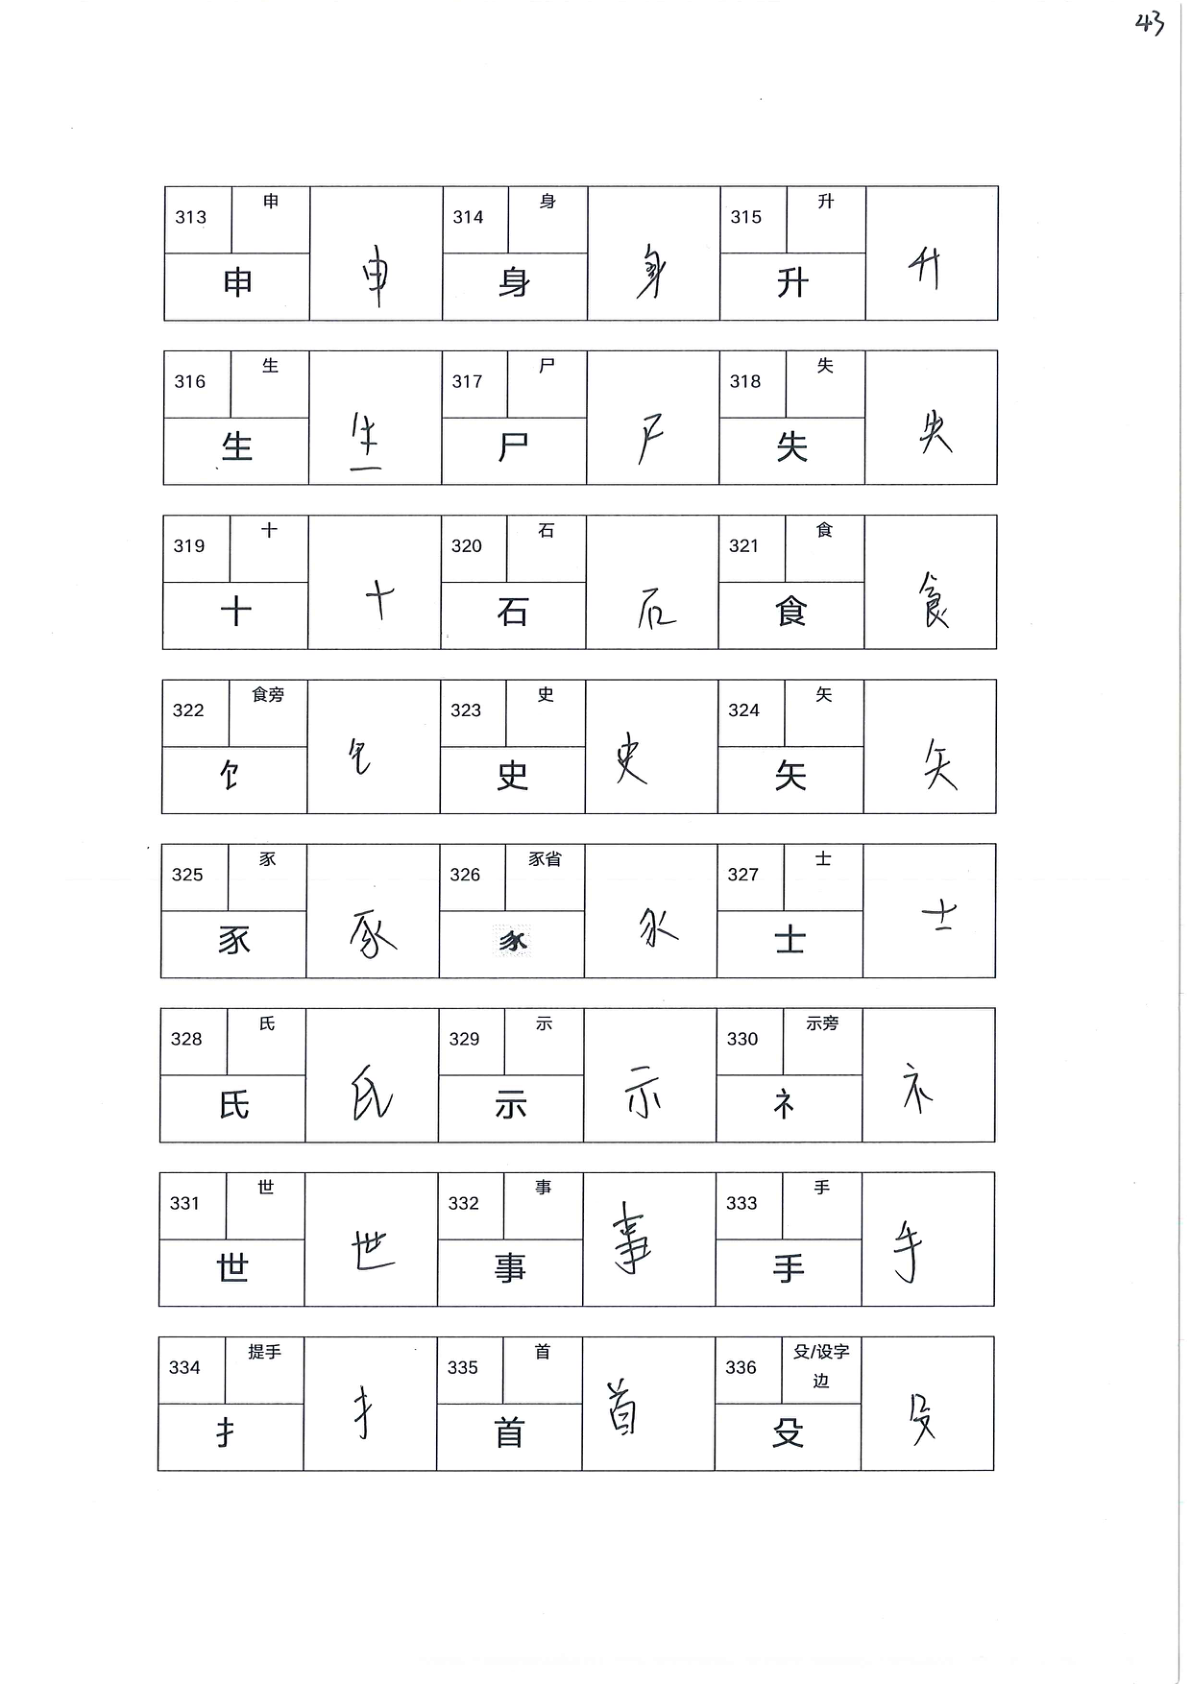 43
313 申 申 申 314 身 身 身 315 升 升 升
316 生 生 生 317 尸 尸 尸 318 失 失 失
319 十 十 十 320 石 石 石 321 食 食 食
322 食旁 饣 饣 323 史 史 史 324 矢 矢 矢
325 豕 豕 豕 326 豕省 327 士 士 士
328 氏 氏 氏 329 示 示 示 330 示旁 礻 礻
331 世 世 世 332 事 事 事 333 手 手 手
334 提手 扌 扌 335 首 首 首 336 殳/设字边 殳 殳